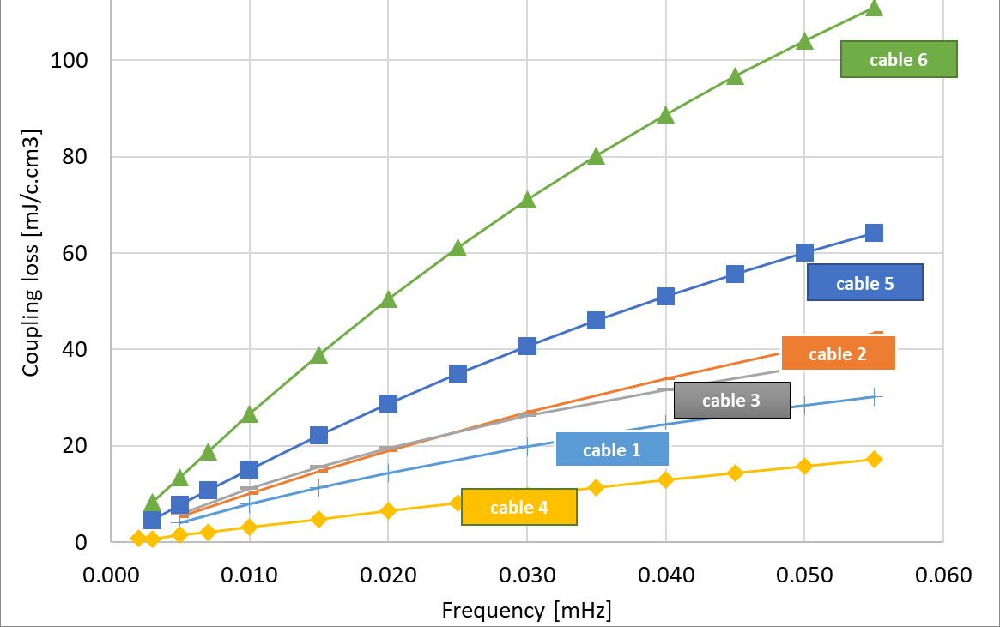 100
cable 6
80
Coupling loss [mJ/c.cm3]
60
cable 5
40
cable 2
cable 3
20
cable 1
cable 4
0
0.000 0.010 0.020 0.030 0.040 0.050 0.060
Frequency [mHz]